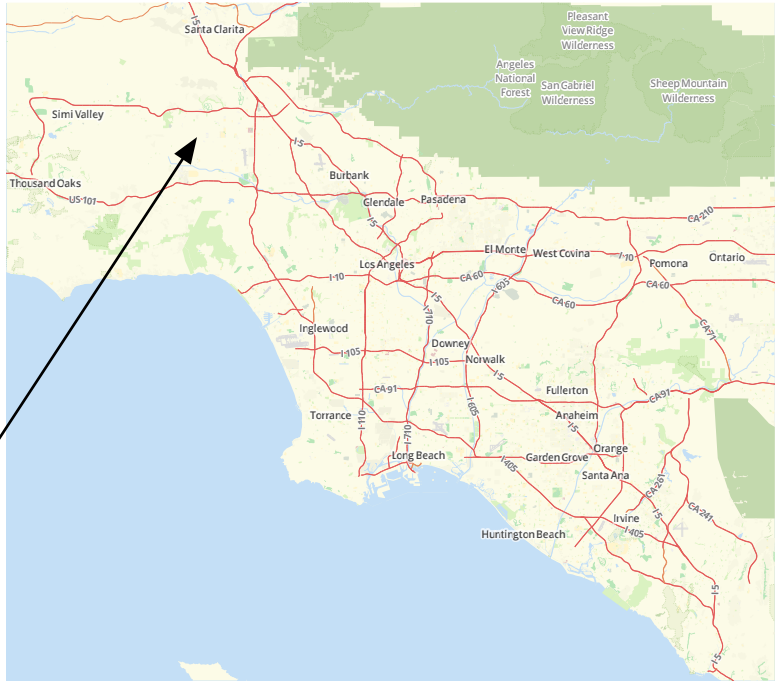 I-5
Santa Clarita
Pleasant
View Ridge
Wilderness
Angeles
National
Forest
San Gabriel
Wilderness
Sheep Mountain
Wilderness
Simi Valley
I-5
Thousand Oaks
US-101
Burbank
Glendale
Pasadena
I-5
CA-210
Los Angeles
El Monte
West Covina
I-10
Pomona
Ontario
I-10
CA 60
I-605
CA 60
CA 60
I-5
I-710
CA-71
Inglewood
I-105
Downey
I-105
Norwalk
I-5
CA-91
Fullerton
CA-91
Torrance
I-110
I-710
I-605
Anaheim
I-5
Long Beach
I-405
Garden Grove
Orange
Santa Ana
CA-261
Irvine
I-405
I-5
CA-241
Huntington Beach
I-5
I-5